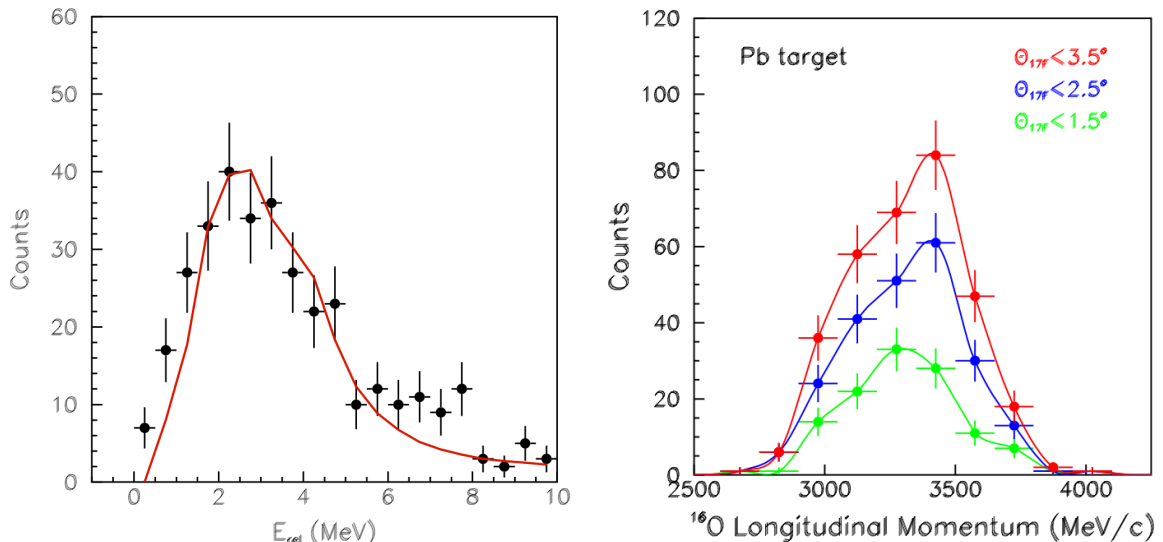 60
50
40
30
20
10
0
0 2 4 6 8 10
Counts
E_rel (MeV)
120
100
80
60
40
20
0
2500 3000 3500 4000
Counts
¹⁶O Longitudinal Momentum (MeV/c)
Pb target
Θ₁₇F<3.5°
Θ₁₇F<2.5°
Θ₁₇F<1.5°